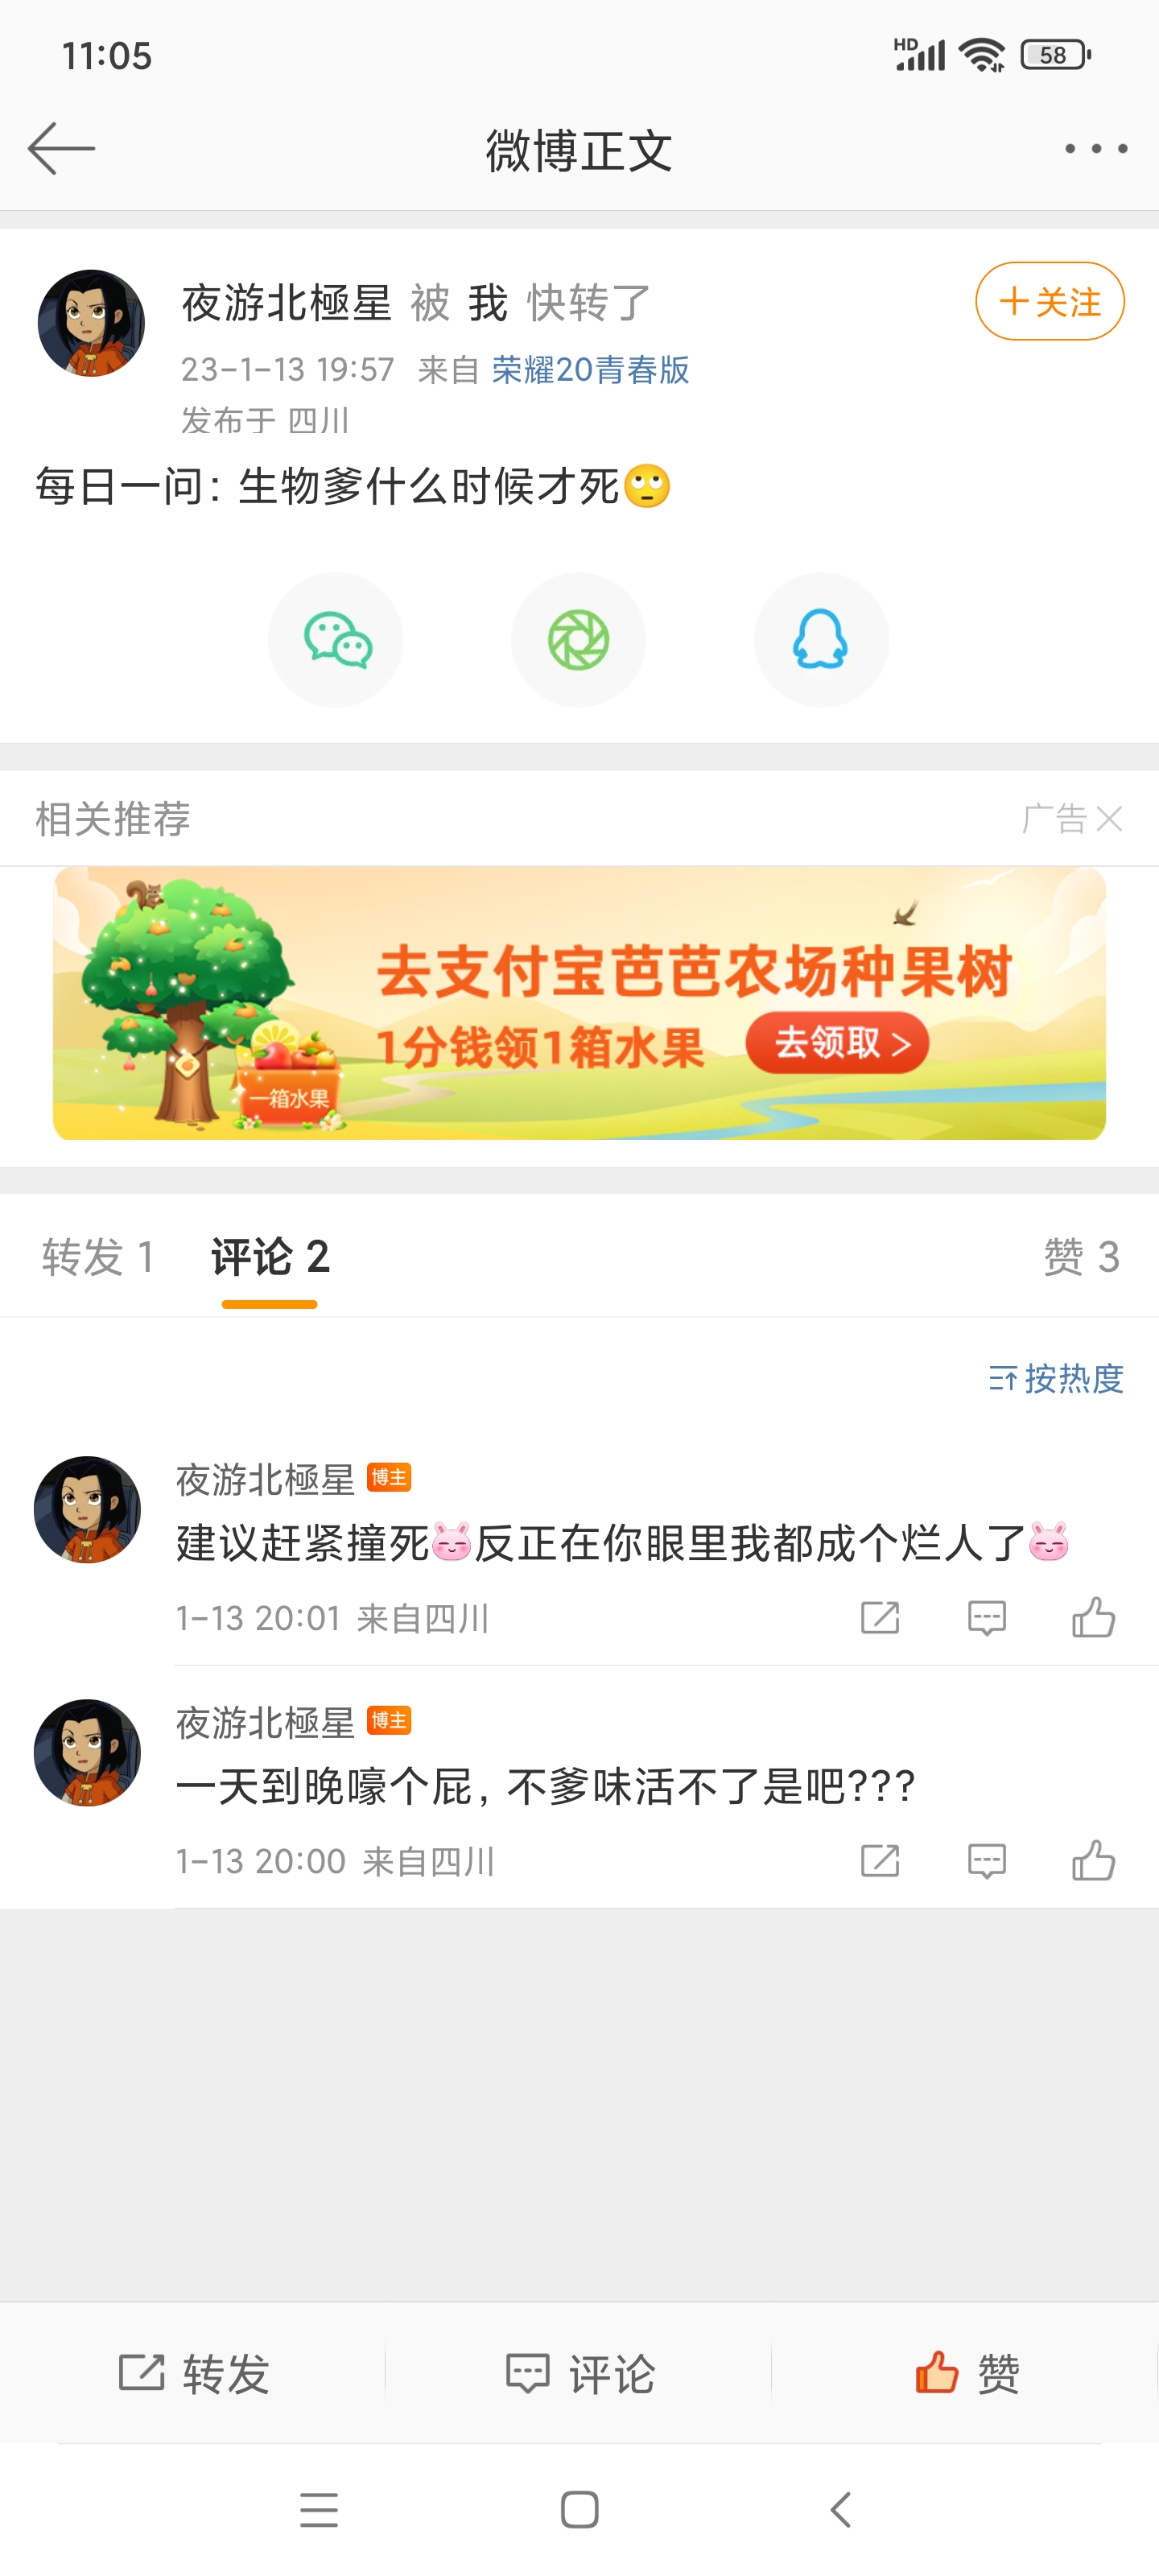 11:05
HD
58
微博正文
夜游北極星 被 我 快转了
+关注
23-1-13 19:57 来自 荣耀20青春版
发布于 四川
每日一问：生物爹什么时候才死🙄
相关推荐
广告
去支付宝芭芭农场种果树
1分钱领1箱水果
去领取 >
一箱水果
转发 1
评论 2
赞 3
按热度
夜游北極星 博主
建议赶紧撞死反正在你眼里我都成个烂人了
1-13 20:01 来自四川
夜游北極星 博主
一天到晚嚎个屁，不爹味活不了是吧???
1-13 20:00 来自四川
转发
评论
赞